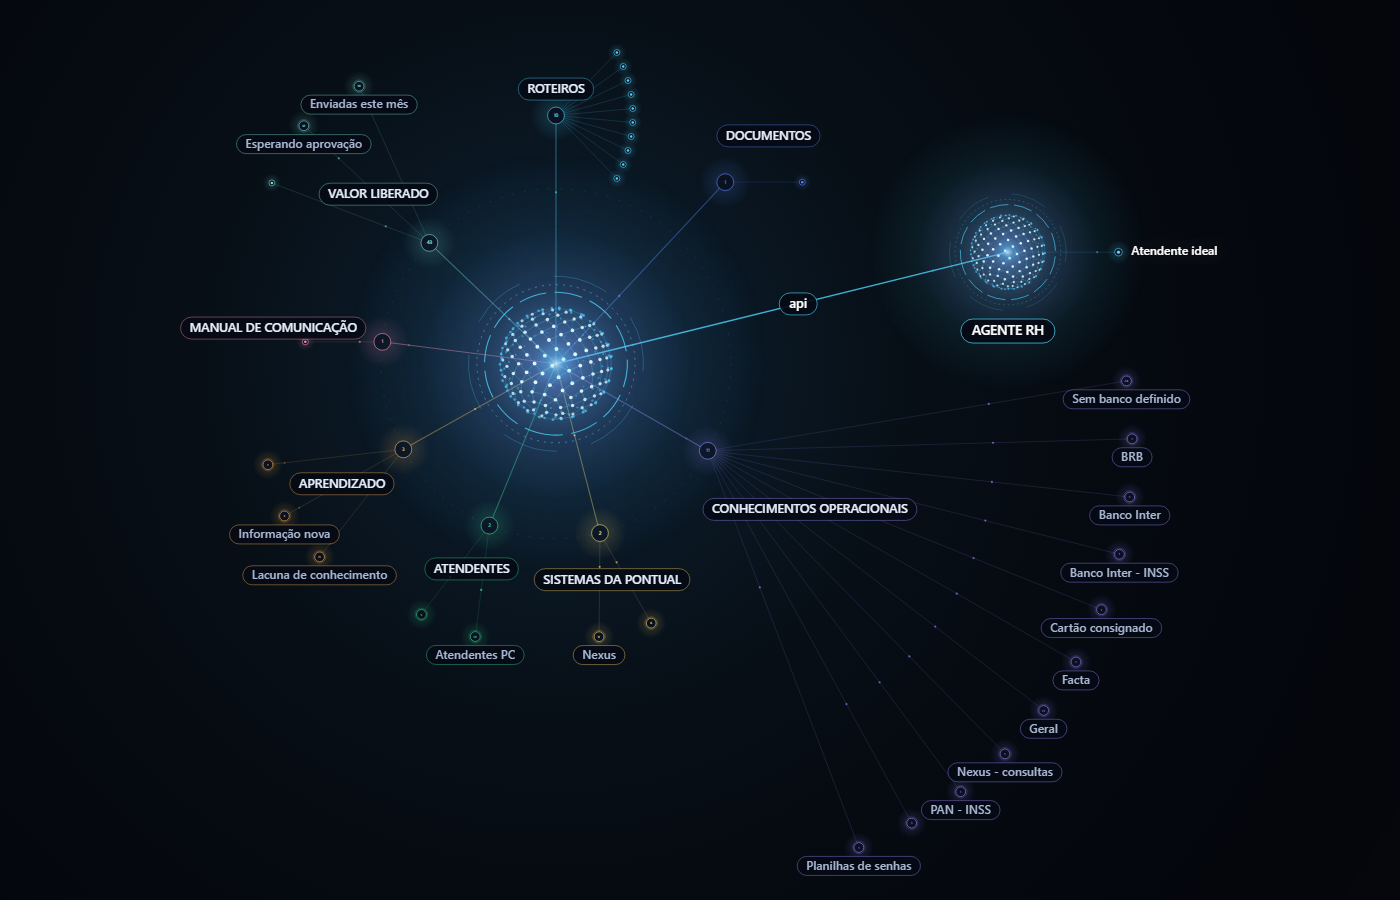 ROTEIROS
Enviadas este mês
Esperando aprovação
DOCUMENTOS
VALOR LIBERADO
43
Atendente ideal
api
MANUAL DE COMUNICAÇÃO
AGENTE RH
Sem banco definido
BRB
APRENDIZADO
CONHECIMENTOS OPERACIONAIS
Banco Inter
Informação nova
ATENDENTES
SISTEMAS DA PONTUAL
Lacuna de conhecimento
Banco Inter - INSS
Cartão consignado
Atendentes PC
Nexus
Facta
Geral
Nexus - consultas
PAN - INSS
Planilhas de senhas